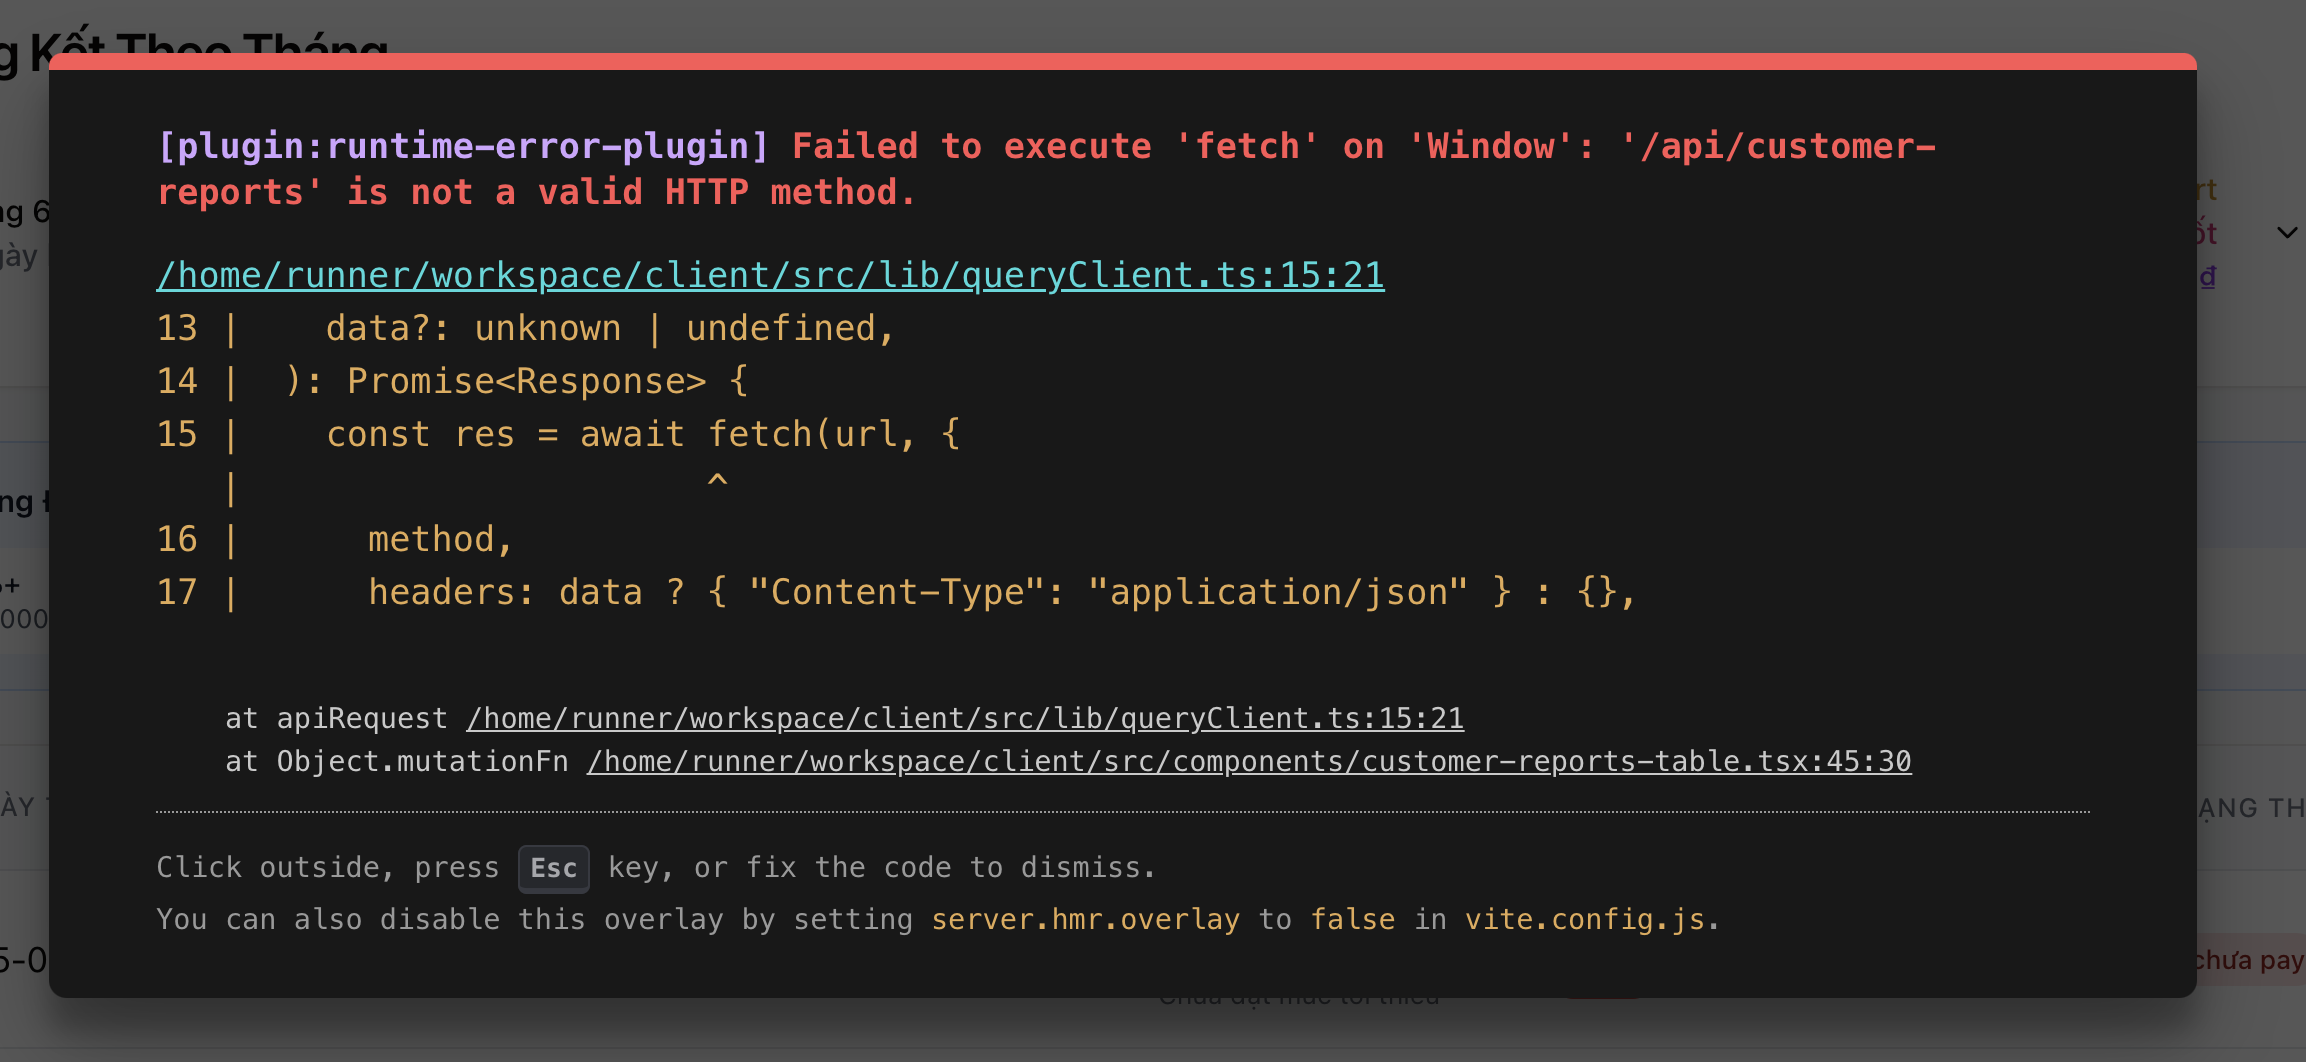 Kết Theo Tháng
[plugin:runtime-error-plugin] Failed to execute 'fetch' on 'Window': '/api/customer-
reports' is not a valid HTTP method.
/home/runner/workspace/client/src/lib/queryClient.ts:15:21
13 |    data?: unknown | undefined,
14 |  ): Promise<Response> {
15 |    const res = await fetch(url, {
   |                      ^
16 |      method,
17 |      headers: data ? { "Content-Type": "application/json" } : {},
at apiRequest /home/runner/workspace/client/src/lib/queryClient.ts:15:21
at Object.mutationFn /home/runner/workspace/client/src/components/customer-reports-table.tsx:45:30
Click outside, press Esc key, or fix the code to dismiss.
You can also disable this overlay by setting server.hmr.overlay to false in vite.config.js.
đ
chưa pay
Chưa đạt mức tối thiểu